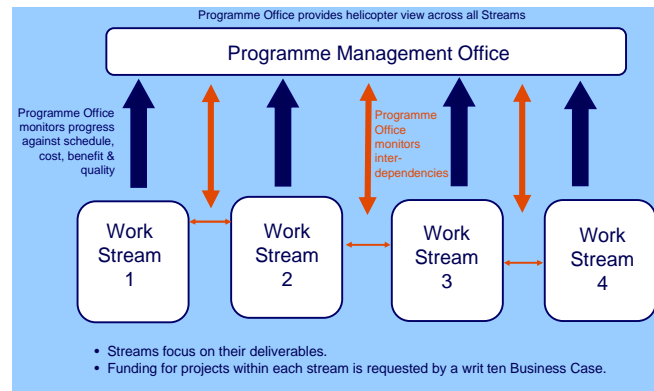 Programme Office provides helicopter view across all Streams
Programme Management Office
Programme Office
monitors progress
against schedule,
cost, benefit &
quality
Programme
Office
monitors
inter-
dependencies
Work
Stream
1
Work
Stream
2
Work
Stream
3
Work
Stream
4
• Streams focus on their deliverables.
• Funding for projects within each stream is requested by a writ ten Business Case.